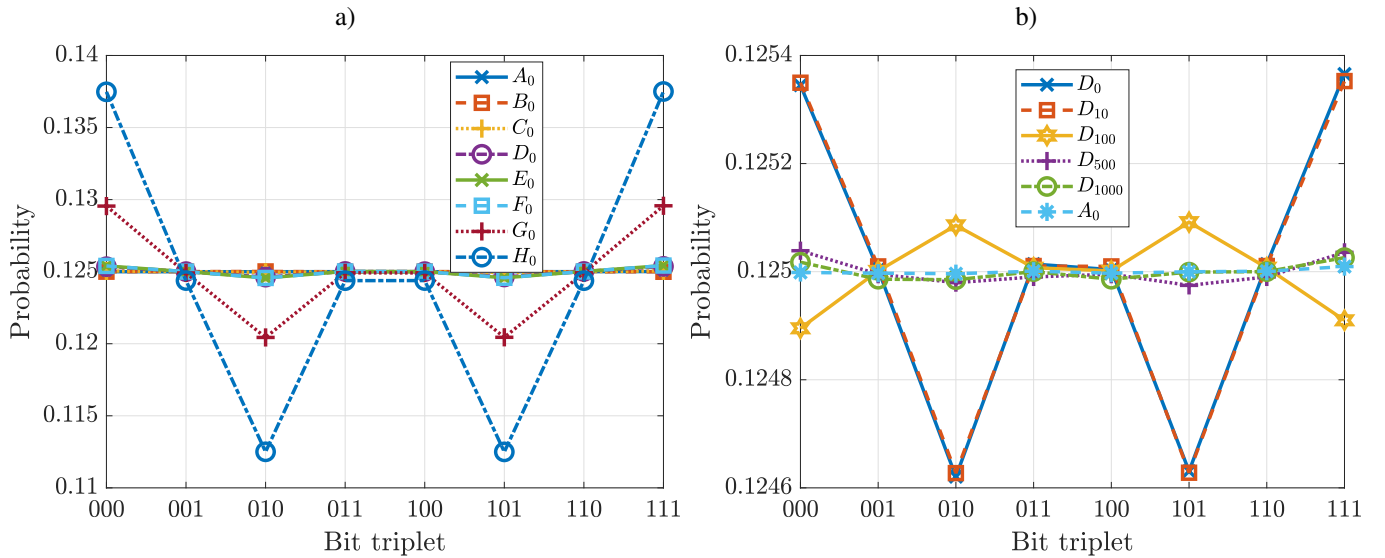 a)
0.14
0.135
0.13
0.125
0.12
0.115
0.11
Probability
000 001 010 011 100 101 110 111
Bit triplet
A₀
B₀
C₀
D₀
E₀
F₀
G₀
H₀
b)
0.1254
0.1252
0.125
0.1248
0.1246
Probability
000 001 010 011 100 101 110 111
Bit triplet
D₀
D₁₀
D₁₀₀
D₅₀₀
D₁₀₀₀
A₀